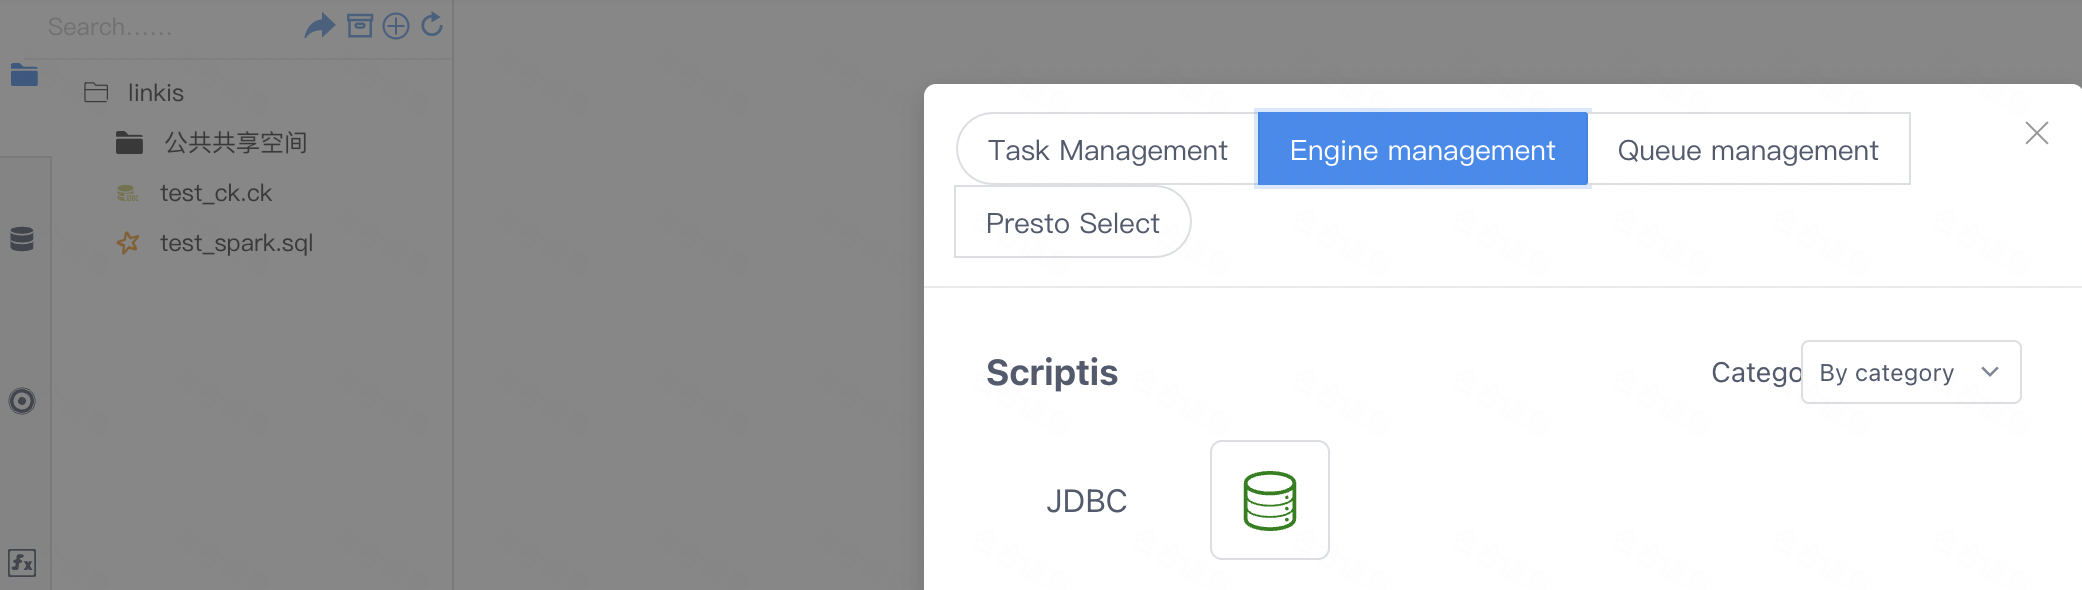 Search......
linkis
公共共享空间
test_ck.ck
test_spark.sql
fx
Task Management
Engine management
Queue management
Presto Select
Scriptis
Catego
By category
JDBC